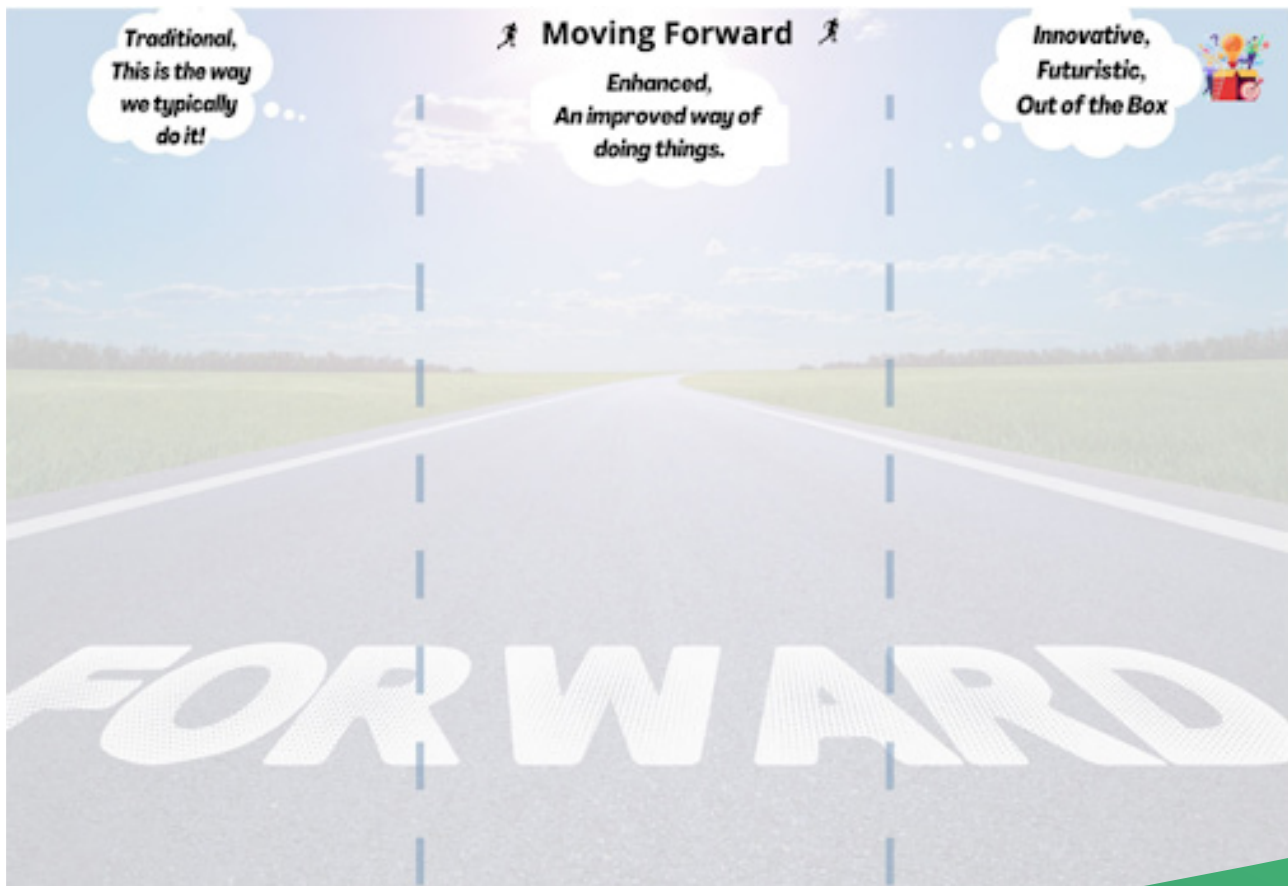 Traditional,
This is the way
we typically
do it!
Moving Forward
Enhanced,
An improved way of
doing things.
Innovative,
Futuristic,
Out of the Box
FORWARD